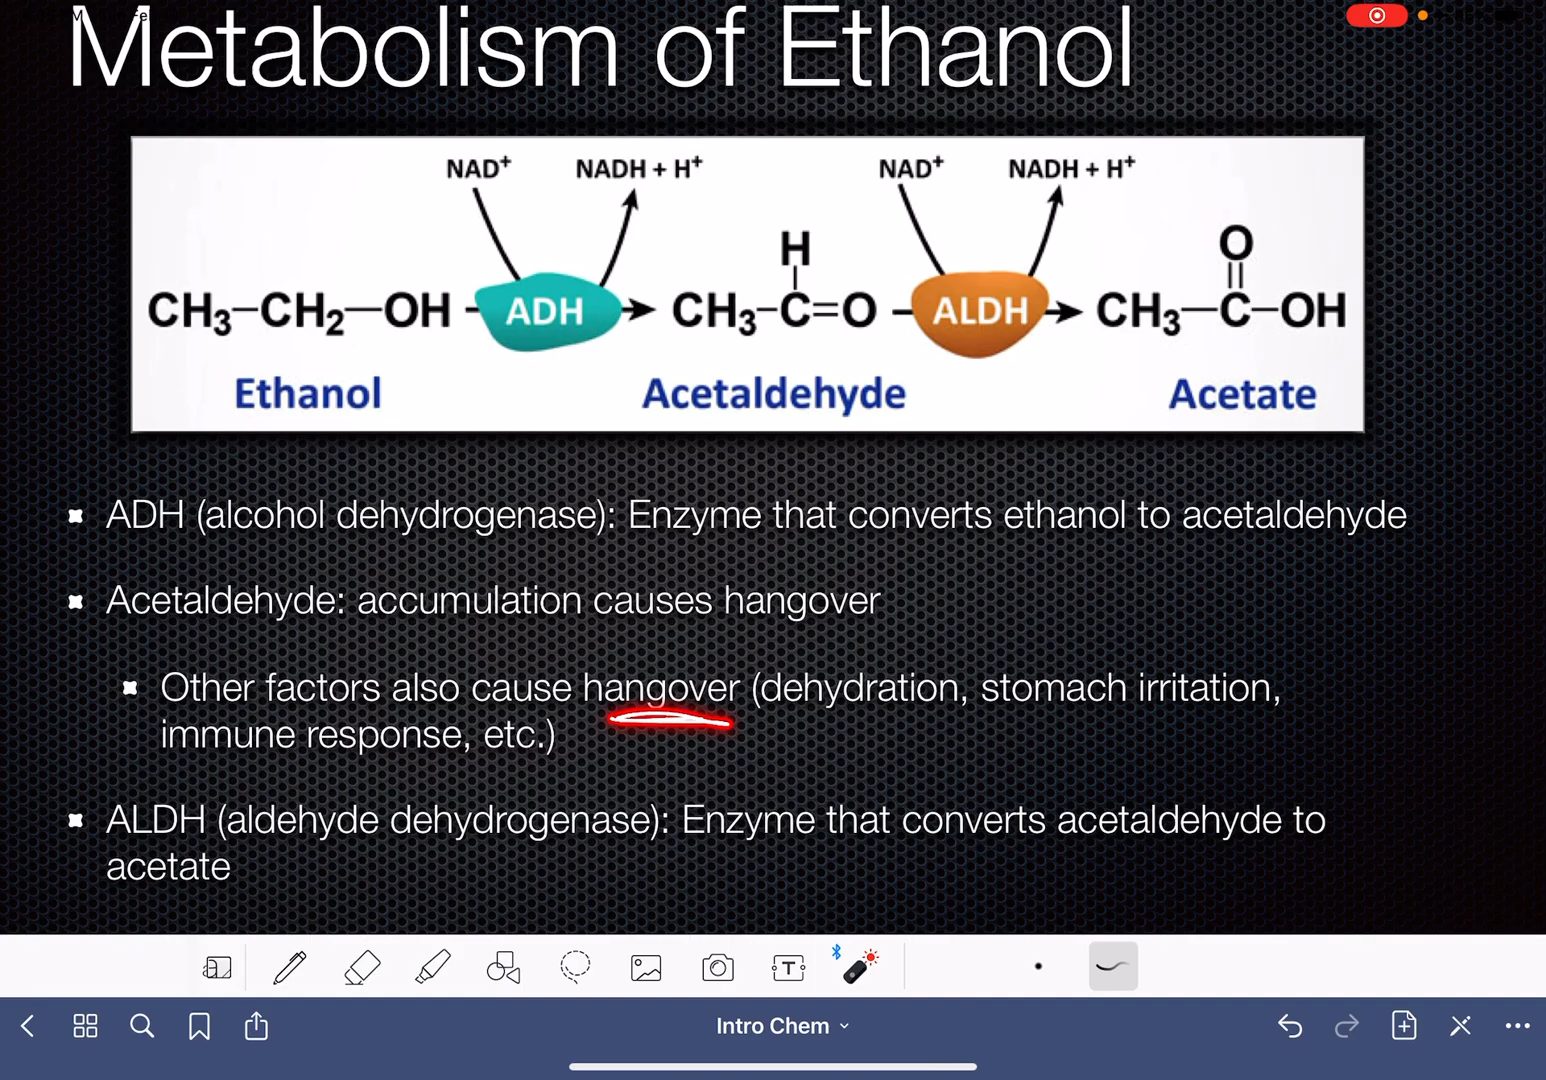 Metabolism of Ethanol
NAD⁺ NADH + H⁺ NAD⁺ NADH + H⁺
H O
CH₃–CH₂–OH ADH CH₃–C=O ALDH CH₃–C–OH
Ethanol Acetaldehyde Acetate
ADH (alcohol dehydrogenase): Enzyme that converts ethanol to acetaldehyde
Acetaldehyde: accumulation causes hangover
Other factors also cause hangover (dehydration, stomach irritation,
immune response, etc.)
ALDH (aldehyde dehydrogenase): Enzyme that converts acetaldehyde to
acetate
Intro Chem